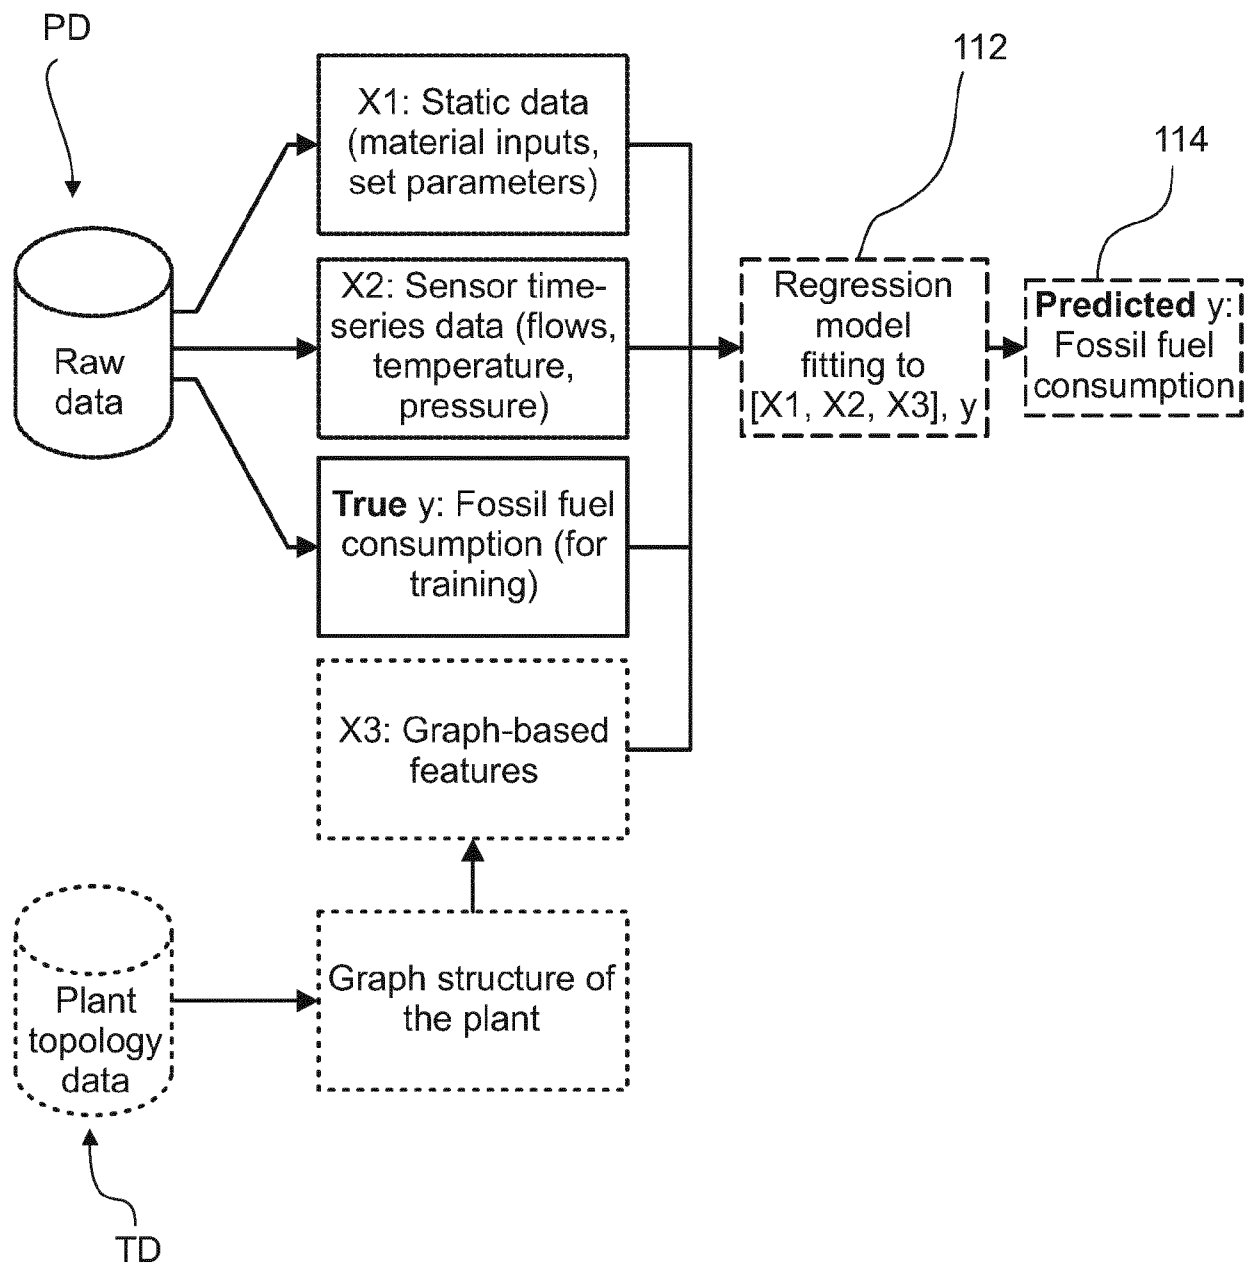 PD
112
114
X1: Static data
(material inputs,
set parameters)
X2: Sensor time-
series data (flows,
temperature,
pressure)
Raw
data
Regression
model
fitting to
[X1, X2, X3], y
Predicted y:
Fossil fuel
consumption
True y: Fossil fuel
consumption (for
training)
X3: Graph-based
features
Plant
topology
data
Graph structure of
the plant
TD